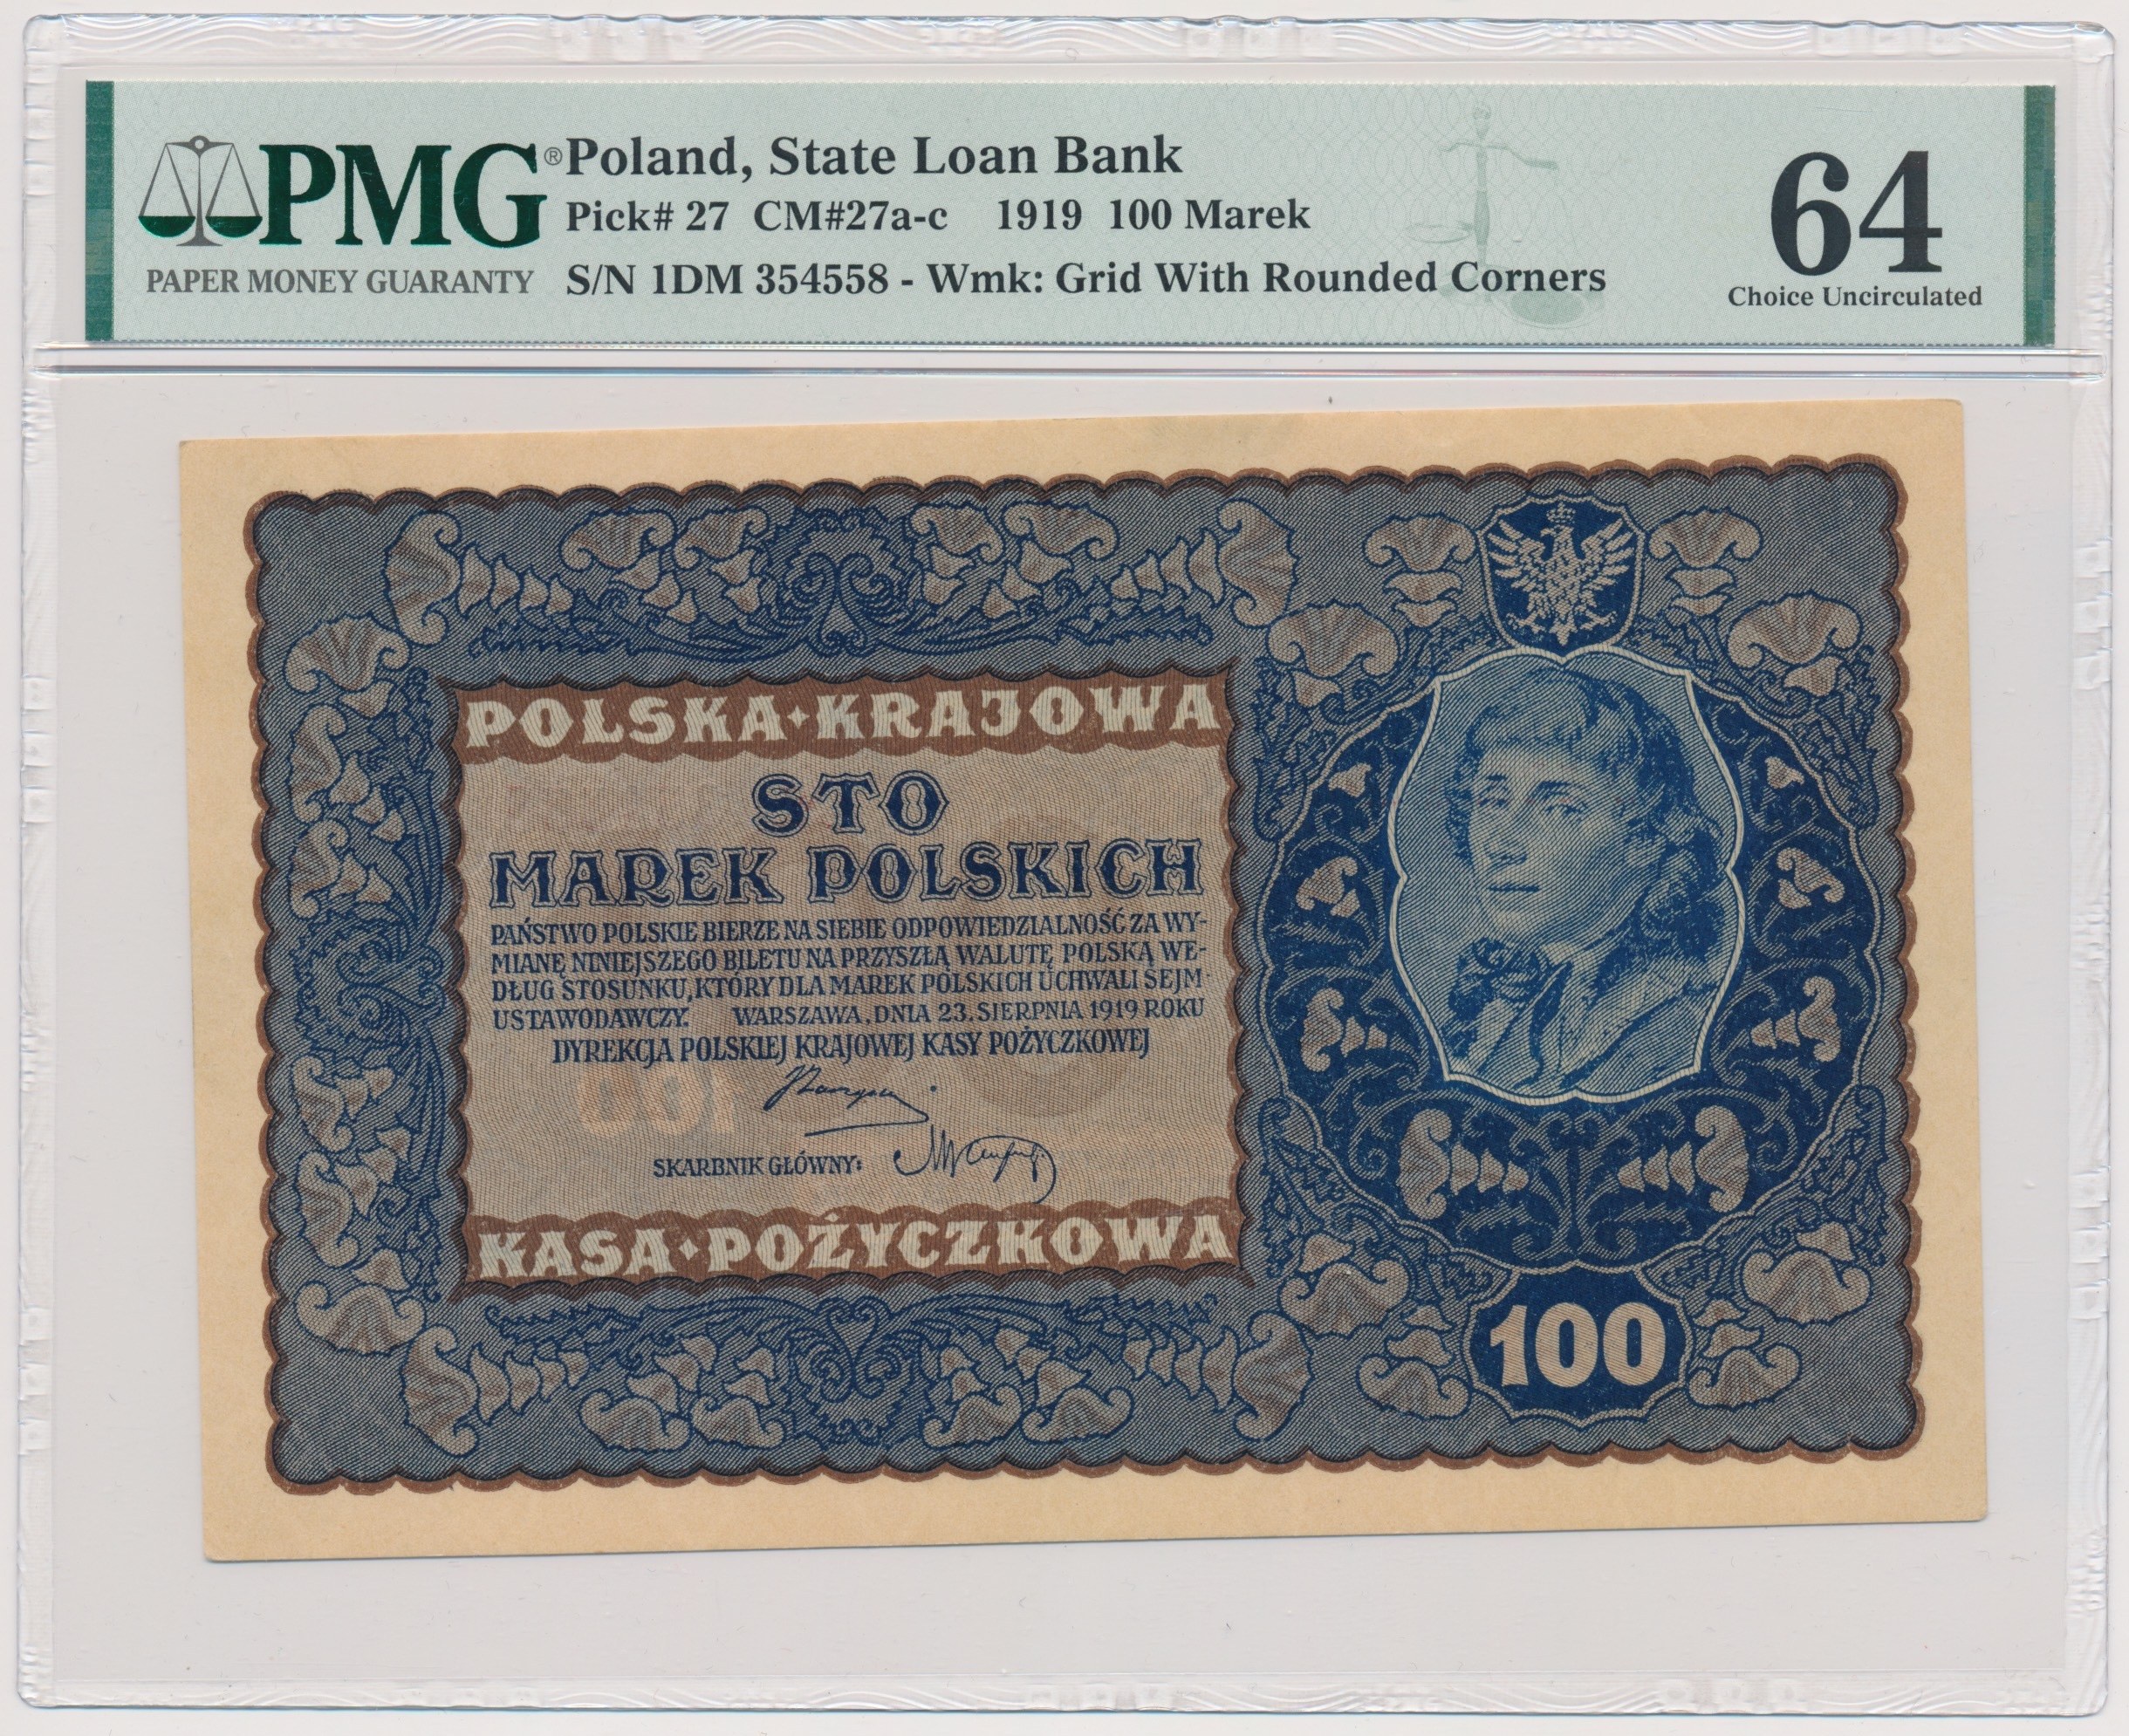 PMG®
PAPER MONEY GUARANTY
Poland, State Loan Bank
Pick# 27 CM#27a-c 1919 100 Marek
S/N 1DM 354558 - Wmk: Grid With Rounded Corners
64
Choice Uncirculated
POLSKA·KRAJOWA
STO
MAREK POLSKICH
PAŃSTWO POLSKIE BIERZE NA SIEBIE ODPOWIEDZIALNOŚĆ ZA WY-
MIANĘ NINIEJSZEGO BILETU NA PRZYSZŁĄ WALUTĘ POLSKĄ WE-
DŁUG STOSUNKU, KTÓRY DLA MAREK POLSKICH UCHWALI SEJM
USTAWODAWCZY. WARSZAWA, DNIA 23. SIERPNIA 1919 ROKU
DYREKCJA POLSKIEJ KRAJOWEJ KASY POŻYCZKOWEJ
SKARBNIK GŁÓWNY:
KASA·POŻYCZKOWA
100